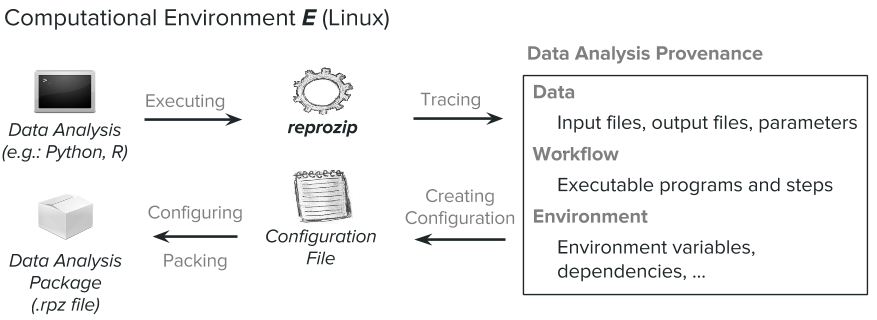 Computational Environment E (Linux)
Data Analysis Provenance
Data Analysis
(e.g.: Python, R)
Executing
reprozip
Tracing
Data
Input files, output files, parameters
Workflow
Executable programs and steps
Environment
Environment variables,
dependencies, ...
Creating
Configuration
Configuration
File
Configuring
Packing
Data Analysis
Package
(.rpz file)